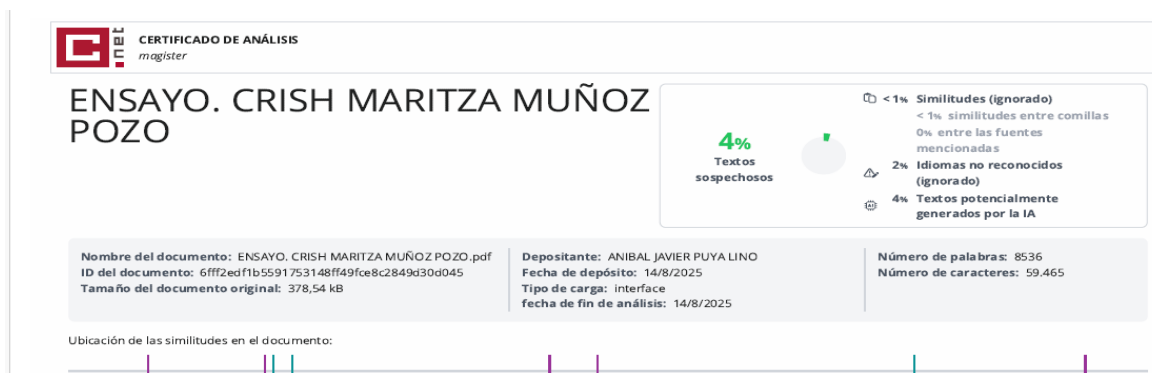 C
.net
CERTIFICADO DE ANÁLISIS
magister
ENSAYO. CRISH MARITZA MUÑOZ
POZO
4%
Textos
sospechosos
< 1% Similitudes (ignorado)
< 1% similitudes entre comillas
0% entre las fuentes
mencionadas
2% Idiomas no reconocidos
(ignorado)
4% Textos potencialmente
generados por la IA
Nombre del documento: ENSAYO. CRISH MARITZA MUÑOZ POZO.pdf
ID del documento: 6fff2edf1b5591753148ff49fce8c2849d30d045
Tamaño del documento original: 378,54 kB
Depositante: ANIBAL JAVIER PUYA LINO
Fecha de depósito: 14/8/2025
Tipo de carga: interface
fecha de fin de análisis: 14/8/2025
Número de palabras: 8536
Número de caracteres: 59.465
Ubicación de las similitudes en el documento: